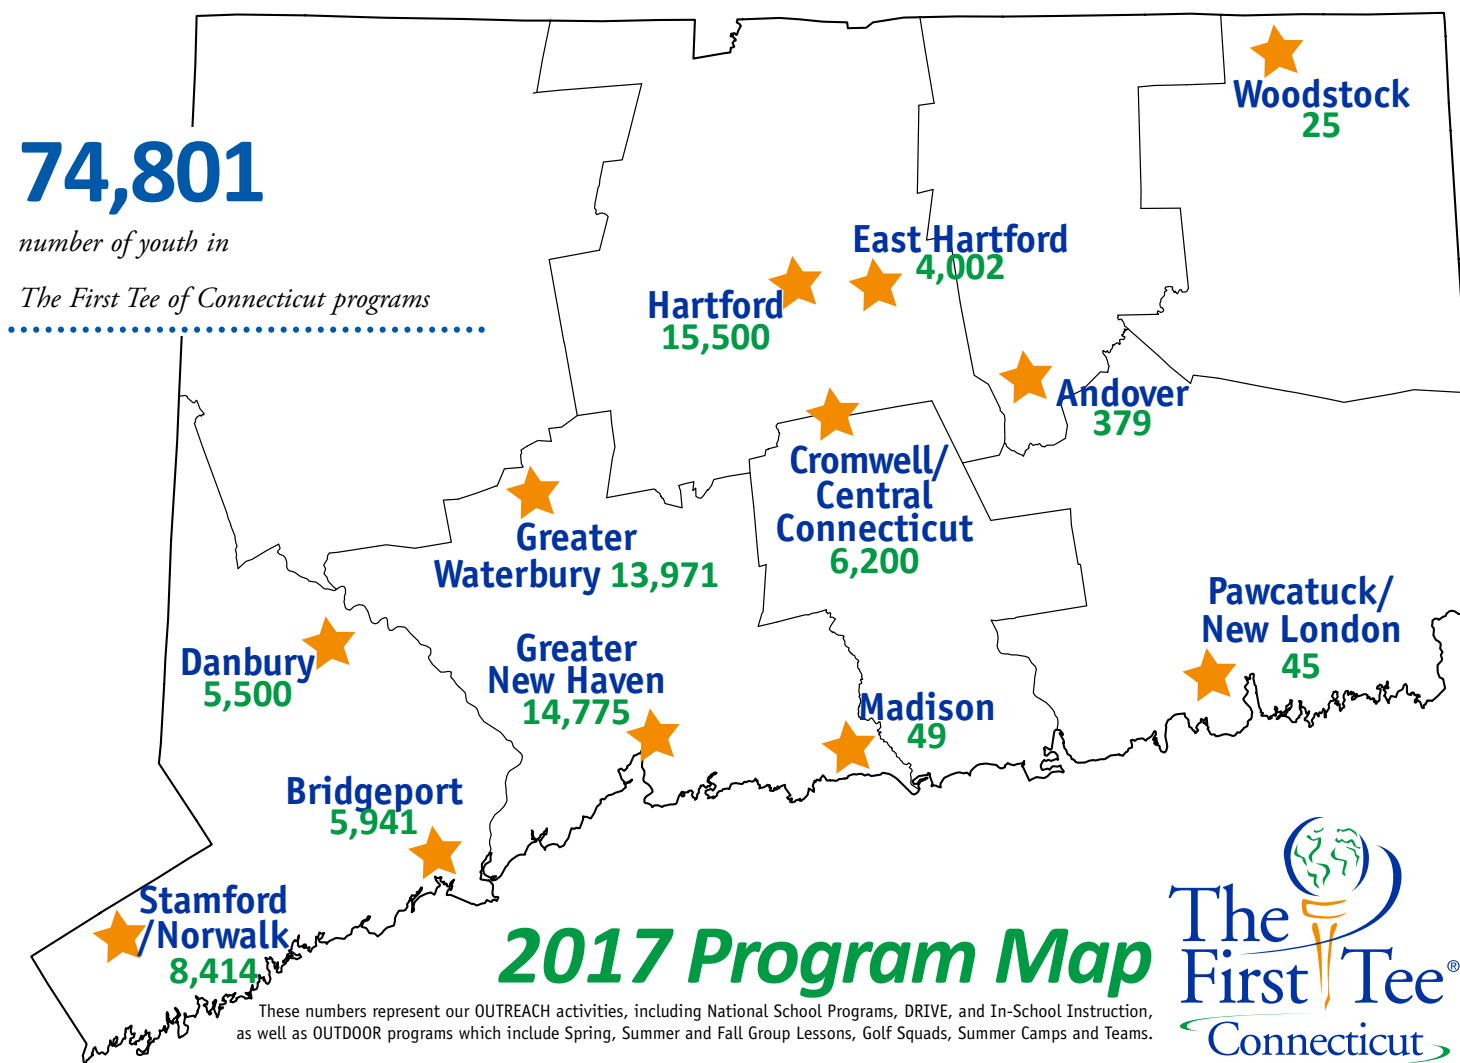 74,801
number of youth in
The First Tee of Connecticut programs
Woodstock
25
East Hartford
4,002
Hartford
15,500
Andover
379
Cromwell/
Central
Connecticut
6,200
Greater
Waterbury 13,971
Pawcatuck/
New London
45
Danbury
5,500
Greater
New Haven
14,775
Madison
49
Bridgeport
5,941
Stamford
/Norwalk
8,414
2017 Program Map
These numbers represent our OUTREACH activities, including National School Programs, DRIVE, and In-School Instruction,
as well as OUTDOOR programs which include Spring, Summer and Fall Group Lessons, Golf Squads, Summer Camps and Teams.
The
First Tee®
Connecticut